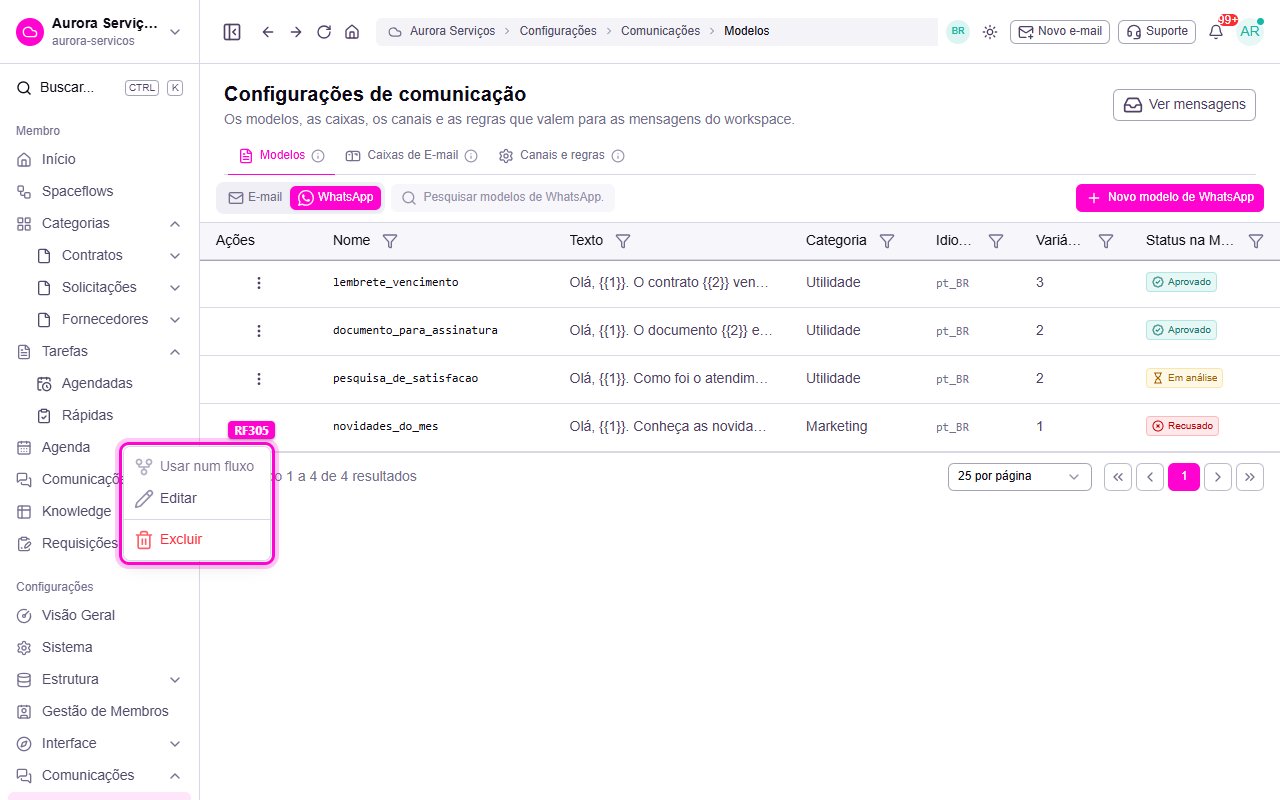 Aurora Serviç...
aurora-servicos
Aurora Serviços
Configurações
Comunicações
Modelos
BR
Novo e-mail
Suporte
99+
AR
Buscar...
CTRL
K
Membro
Início
Spaceflows
Categorias
Contratos
Solicitações
Fornecedores
Tarefas
Agendadas
Rápidas
Agenda
Knowledge
Requisições
Configurações
Visão Geral
Sistema
Estrutura
Gestão de Membros
Interface
Comunicações
Configurações de comunicação
Os modelos, as caixas, os canais e as regras que valem para as mensagens do workspace.
Ver mensagens
Modelos
Caixas de E-mail
Canais e regras
E-mail
WhatsApp
Pesquisar modelos de WhatsApp.
Novo modelo de WhatsApp
Ações Nome Texto Categoria Idio... Variá... Status na M...
lembrete_vencimento Olá, {{1}}. O contrato {{2}} ven... Utilidade pt_BR 3 Aprovado
documento_para_assinatura Olá, {{1}}. O documento {{2}} e... Utilidade pt_BR 2 Aprovado
pesquisa_de_satisfacao Olá, {{1}}. Como foi o atendim... Utilidade pt_BR 2 Em análise
novidades_do_mes Olá, {{1}}. Conheça as novida... Marketing pt_BR 1 Recusado
RF305
Usar num fluxo
Editar
Excluir
1 a 4 de 4 resultados
25 por página
1